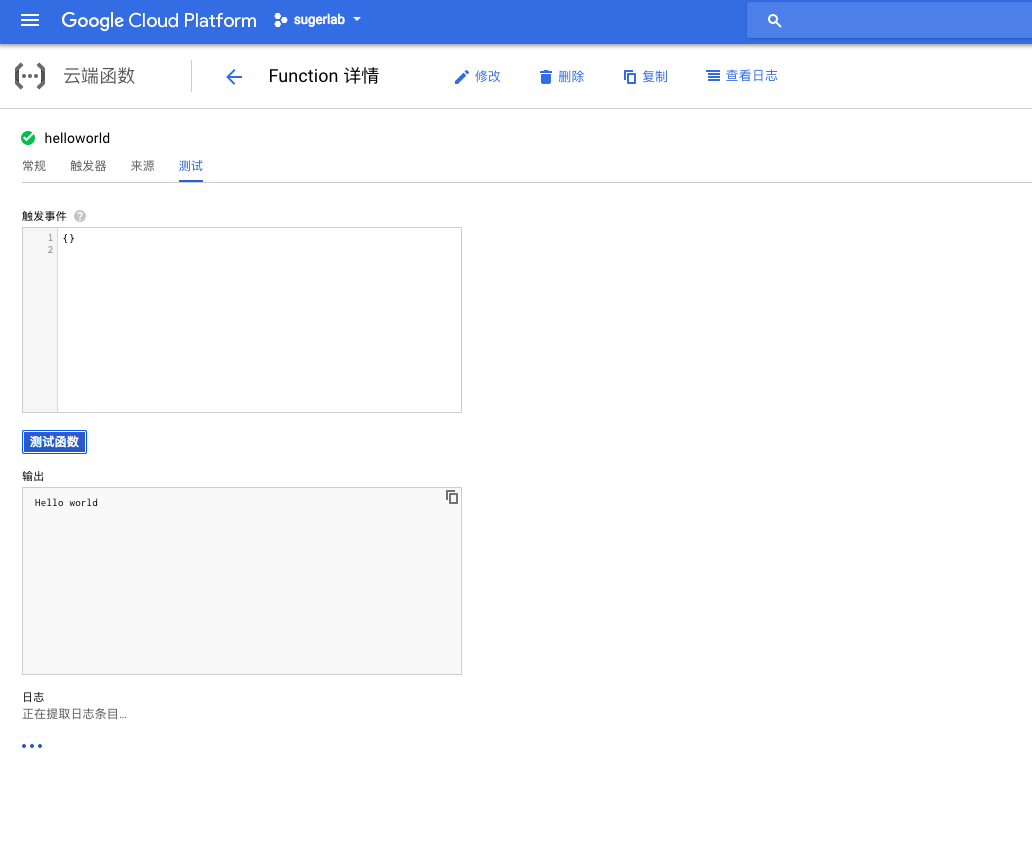 Google Cloud Platform sugerlab
云端函数 Function 详情 修改 删除 复制 查看日志
helloworld
常规 触发器 来源 测试
触发事件 ?
1 {}
2
测试函数
输出
Hello world
日志
正在提取日志条目...